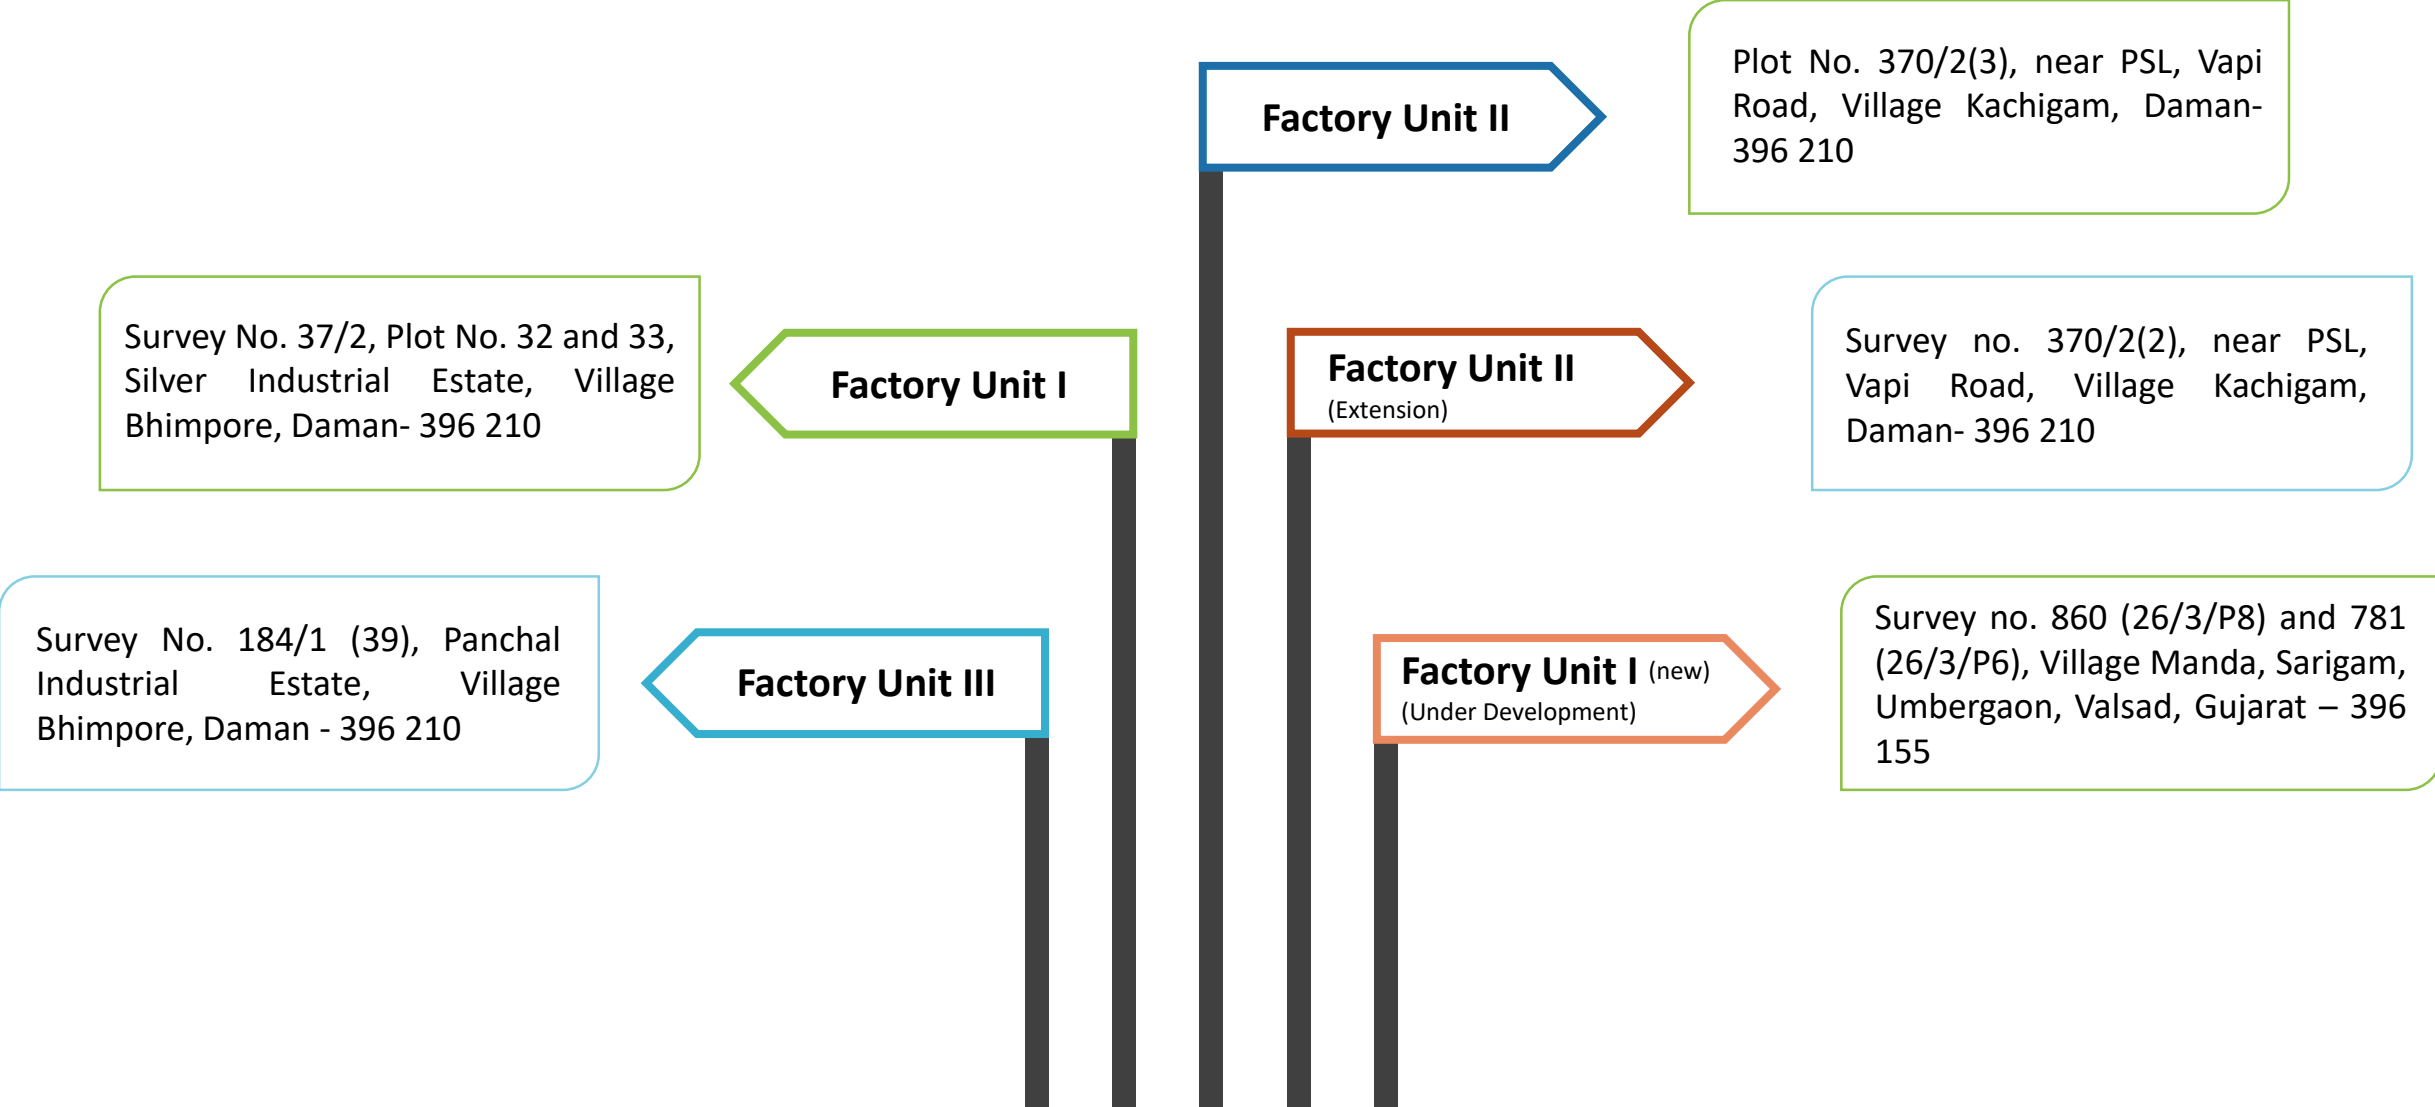 Factory Unit II
Plot No. 370/2(3), near PSL, Vapi
Road, Village Kachigam, Daman-
396 210
Survey No. 37/2, Plot No. 32 and 33,
Silver Industrial Estate, Village
Bhimpore, Daman- 396 210
Factory Unit I
Factory Unit II
(Extension)
Survey no. 370/2(2), near PSL,
Vapi Road, Village Kachigam,
Daman- 396 210
Survey No. 184/1 (39), Panchal
Industrial Estate, Village
Bhimpore, Daman - 396 210
Factory Unit III
Factory Unit I (new)
(Under Development)
Survey no. 860 (26/3/P8) and 781
(26/3/P6), Village Manda, Sarigam,
Umbergaon, Valsad, Gujarat – 396
155